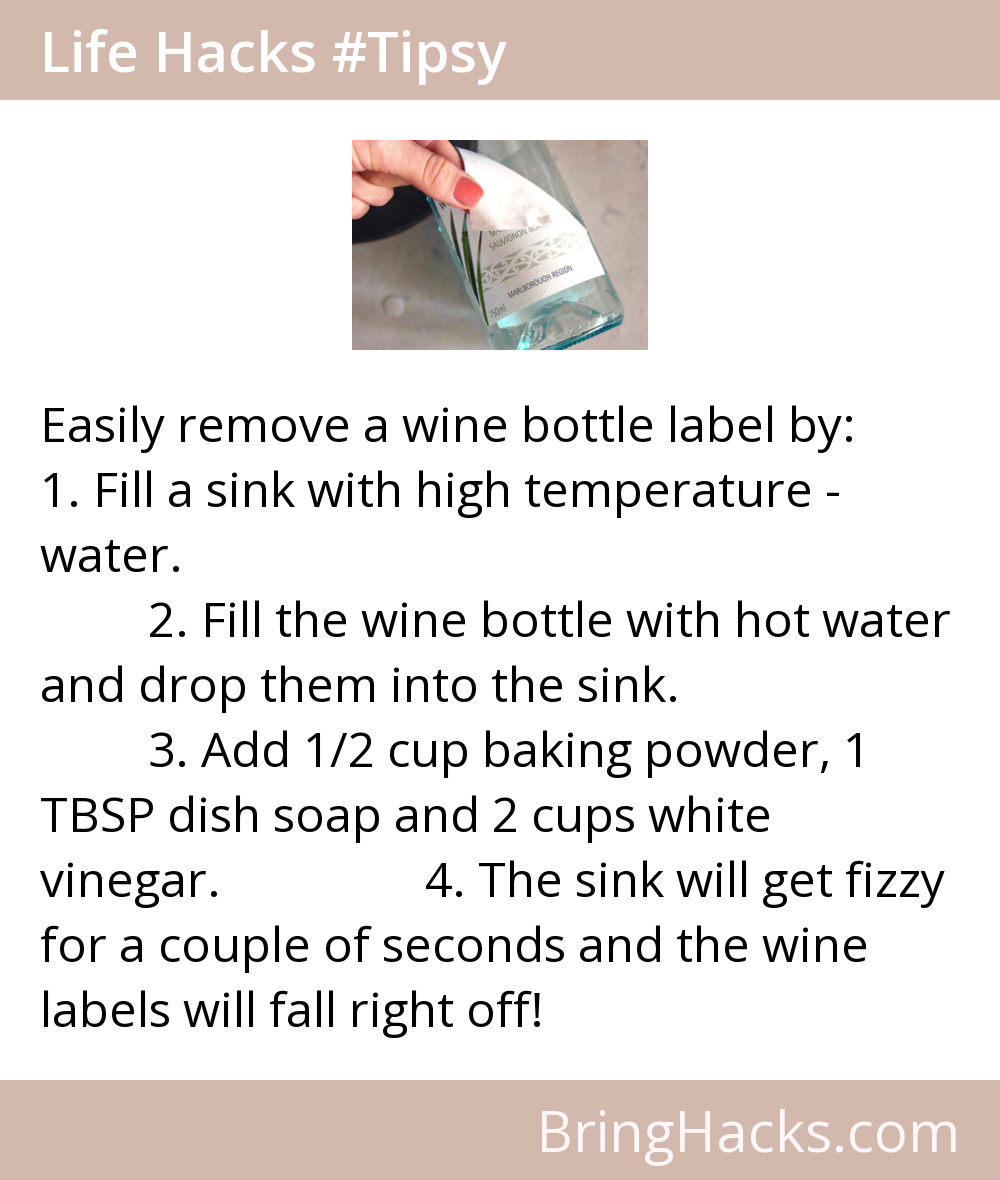 Life Hacks #Tipsy
SAUVIGNON
MARLBOROUGH REGION
750ml
Easily remove a wine bottle label by:
1. Fill a sink with high temperature -
water.
2. Fill the wine bottle with hot water
and drop them into the sink.
3. Add 1/2 cup baking powder, 1
TBSP dish soap and 2 cups white
vinegar. 4. The sink will get fizzy
for a couple of seconds and the wine
labels will fall right off!
BringHacks.com